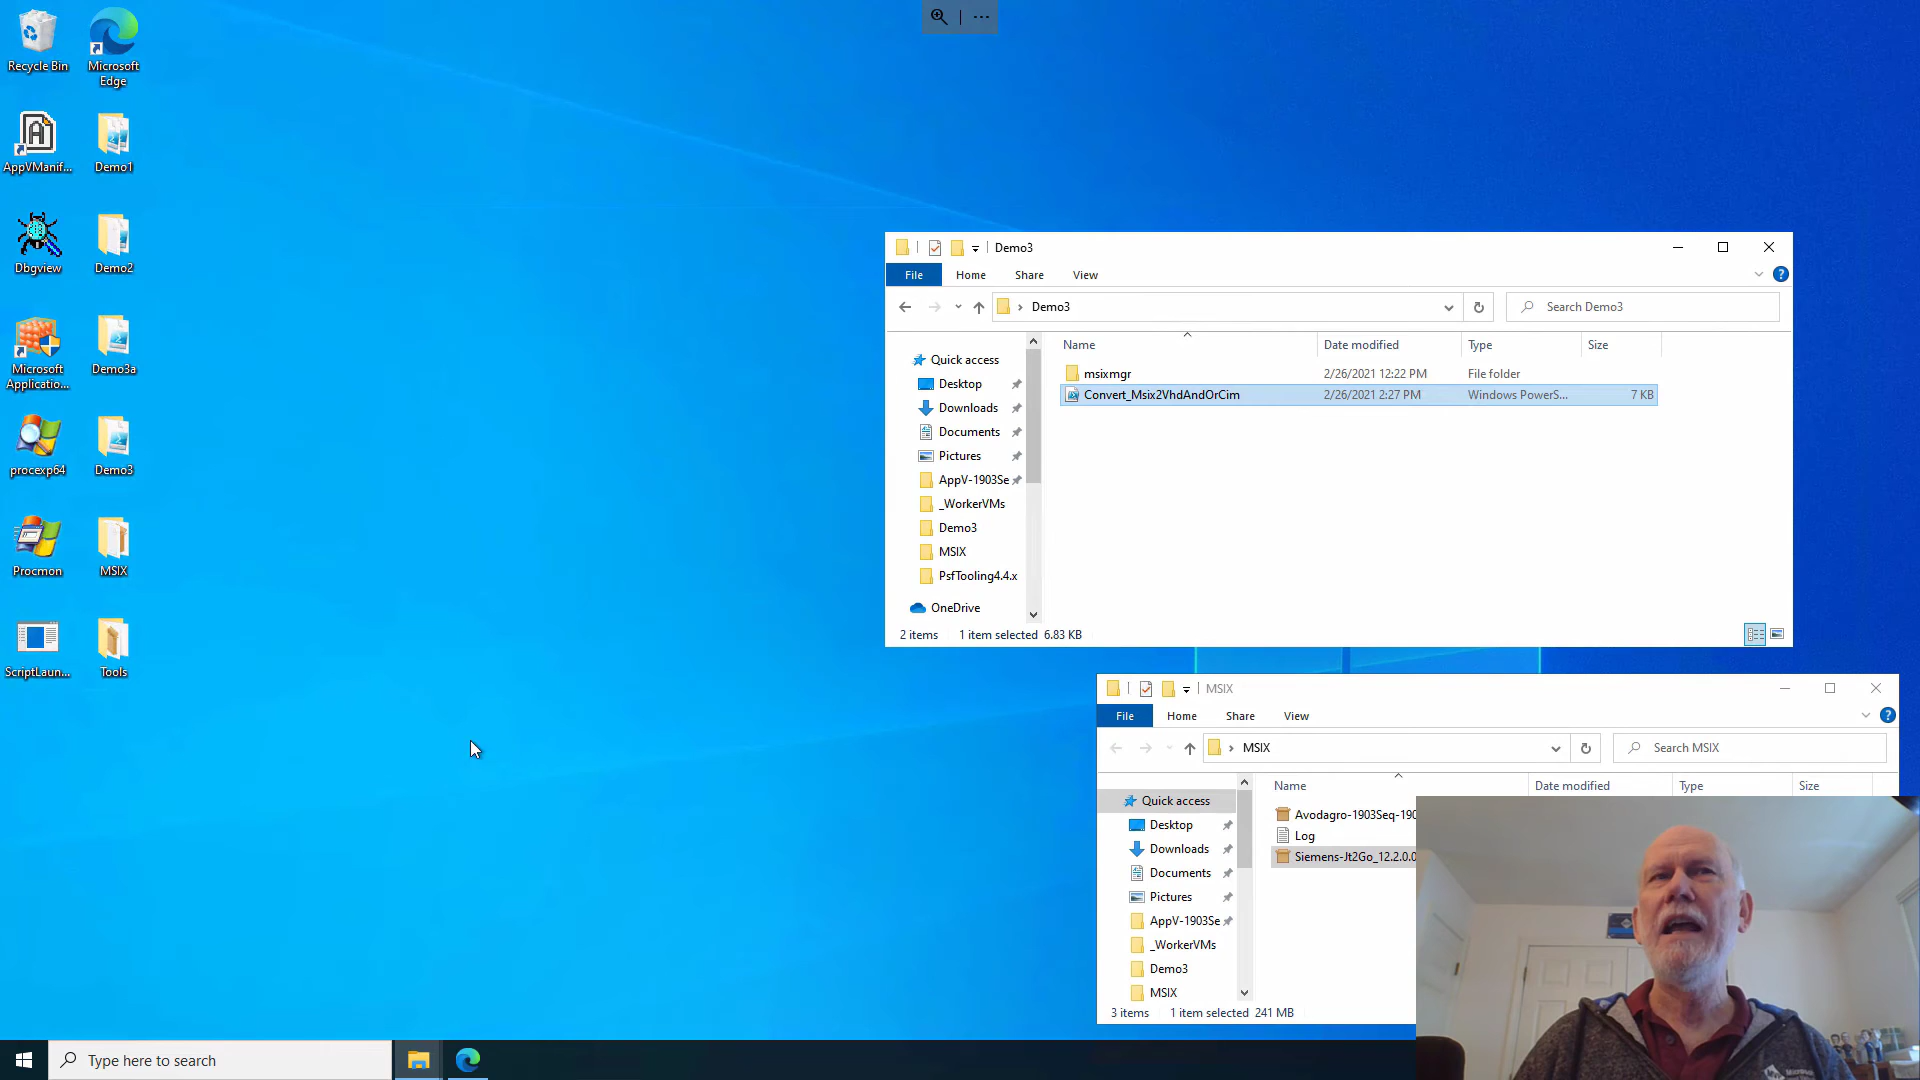 Recycle Bin
Microsoft
Edge
AppVManif...
Demo1
Dbgview
Demo2
Microsoft
Applicatio...
Demo3a
procexp64
Demo3
Procmon
MSIX
ScriptLaun...
Tools
Demo3
File
Home
Share
View
Demo3
Search Demo3
Name
Date modified
Type
Size
msixmgr
2/26/2021 12:22 PM
File folder
Convert_Msix2VhdAndOrCim
2/26/2021 2:27 PM
Windows PowerS...
7 KB
Quick access
Desktop
Downloads
Documents
Pictures
AppV-1903Se
_WorkerVMs
Demo3
MSIX
PsfTooling4.4.x
OneDrive
2 items
1 item selected 6.83 KB
MSIX
File
Home
Share
View
MSIX
Search MSIX
Name
Date modified
Type
Size
Avodagro-1903Seq-190
Log
Siemens-Jt2Go_12.2.0.0
Quick access
Desktop
Downloads
Documents
Pictures
AppV-1903Se
_WorkerVMs
Demo3
MSIX
3 items
1 item selected 241 MB
Type here to search